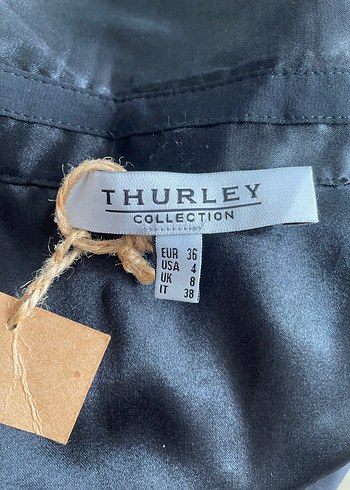 THURLEY
COLLECTION
EUR 36
USA 4
UK 8
IT 38